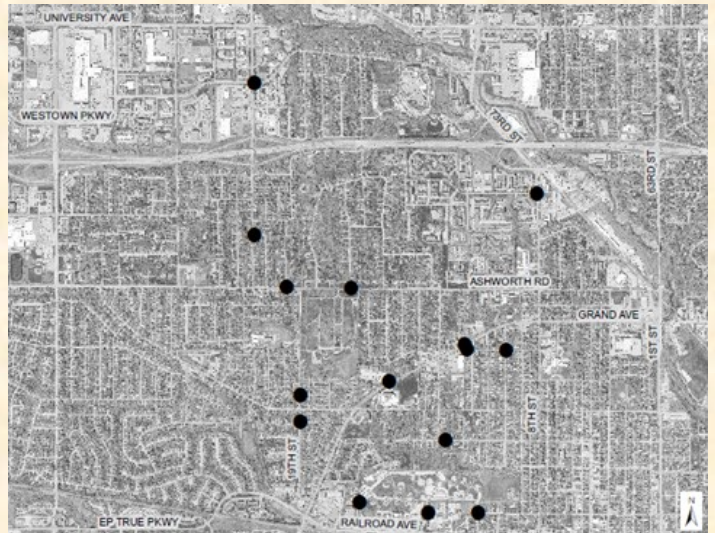 UNIVERSITY AVE
WESTOWN PKWY
73RD ST
63RD ST
ASHWORTH RD
GRAND AVE
1ST ST
8TH ST
19TH ST
EP TRUE PKWY
RAILROAD AVE
N